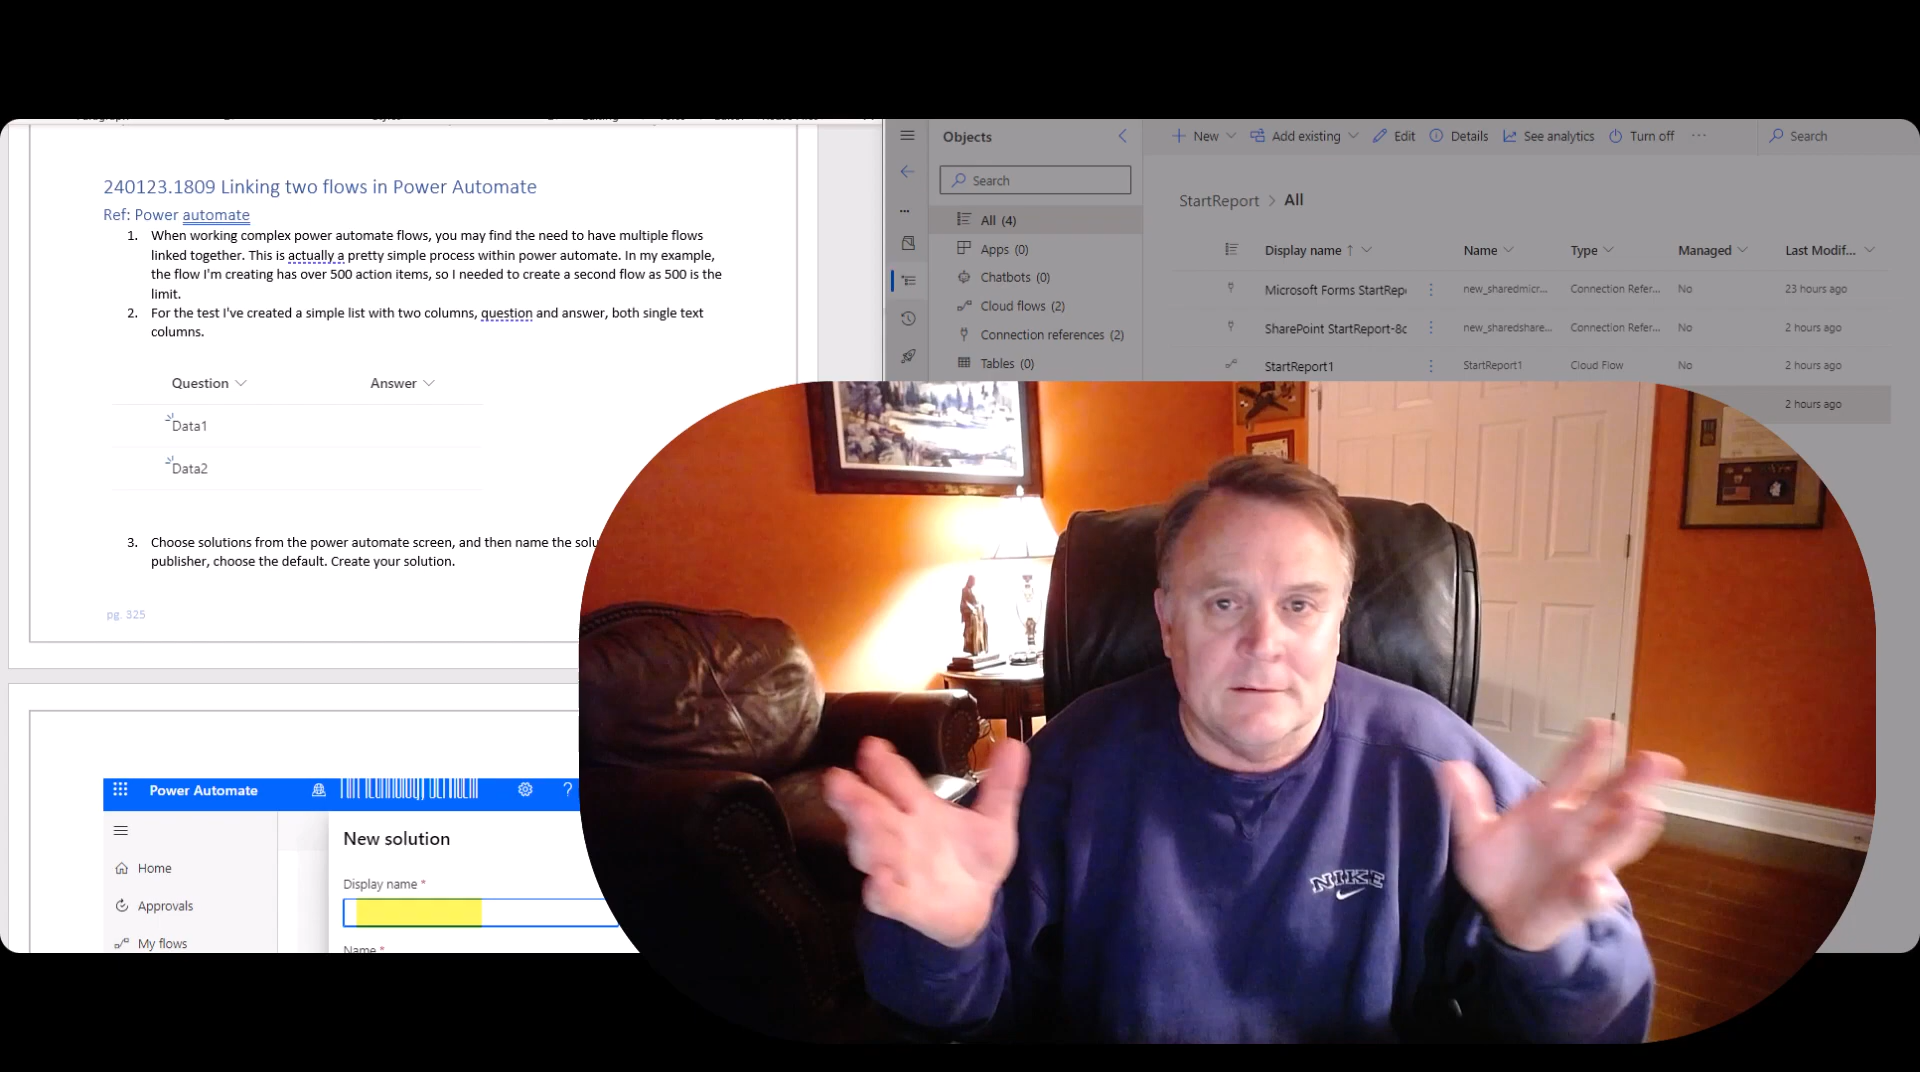 240123.1809 Linking two flows in Power Automate
Ref: Power automate
1. When working complex power automate flows, you may find the need to have multiple flows
linked together. This is actually a pretty simple process within power automate. In my example,
the flow I'm creating has over 500 action items, so I needed to create a second flow as 500 is the
limit.
2. For the test I've created a simple list with two columns, question and answer, both single text
columns.
Question Answer
Data1
Data2
3. Choose solutions from the power automate screen, and then name the solu
publisher, choose the default. Create your solution.
pg. 325
Power Automate ?
New solution
Home
Display name *
Approvals
My flows
Name *
Objects
Search
All (4)
Apps (0)
Chatbots (0)
Cloud flows (2)
Connection references (2)
Tables (0)
New Add existing Edit Details See analytics Turn off ... Search
StartReport > All
Display name ↑ Name Type Managed Last Modif...
Microsoft Forms StartRep new_sharedmicr... Connection Refer... No 23 hours ago
SharePoint StartReport-8c new_sharedshare... Connection Refer... No 2 hours ago
StartReport1 StartReport1 Cloud Flow No 2 hours ago
2 hours ago
NIKE